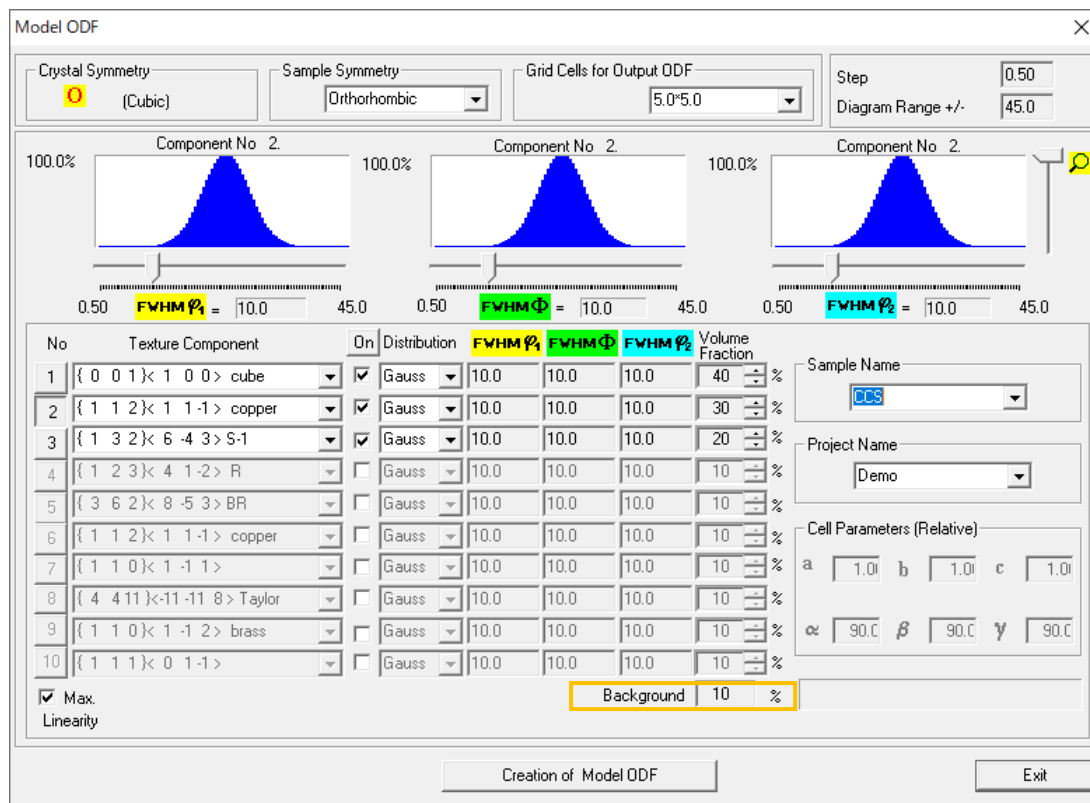 Model ODF
Crystal Symmetry
O (Cubic)
Sample Symmetry
Orthorhombic
Grid Cells for Output ODF
5.0*5.0
Step 0.50
Diagram Range +/- 45.0
Component No 2. Component No 2. Component No 2.
100.0% 100.0% 100.0%
0.50 FWHM φ1 = 10.0 45.0 0.50 FWHM Φ = 10.0 45.0 0.50 FWHM φ2 = 10.0 45.0
No Texture Component On Distribution FWHM φ1 FWHM Φ FWHM φ2 Volume Fraction
1 { 0 0 1}< 1 0 0> cube Gauss 10.0 10.0 10.0 40 %
2 { 1 1 2}< 1 1 -1 > copper Gauss 10.0 10.0 10.0 30 %
3 { 1 3 2}< 6 -4 3> S-1 Gauss 10.0 10.0 10.0 20 %
4 { 1 2 3}< 4 1 -2> R Gauss 10.0 10.0 10.0 10 %
5 { 3 6 2}< 8 -5 3> BR Gauss 10.0 10.0 10.0 10 %
6 { 1 1 2}< 1 1 -1 > copper Gauss 10.0 10.0 10.0 10 %
7 { 1 1 0}< 1 -1 1 > Gauss 10.0 10.0 10.0 10 %
8 { 4 4 11 }<-11 -11 8 > Taylor Gauss 10.0 10.0 10.0 10 %
9 { 1 1 0}< 1 -1 2 > brass Gauss 10.0 10.0 10.0 10 %
10 { 1 1 1}< 0 1 -1> Gauss 10.0 10.0 10.0 10 %
Background 10 %
Max.
Linearity
Sample Name
CCS
Project Name
Demo
Cell Parameters (Relative)
a 1.0 b 1.0 c 1.0
α 90.0 β 90.0 γ 90.0
Creation of Model ODF
Exit